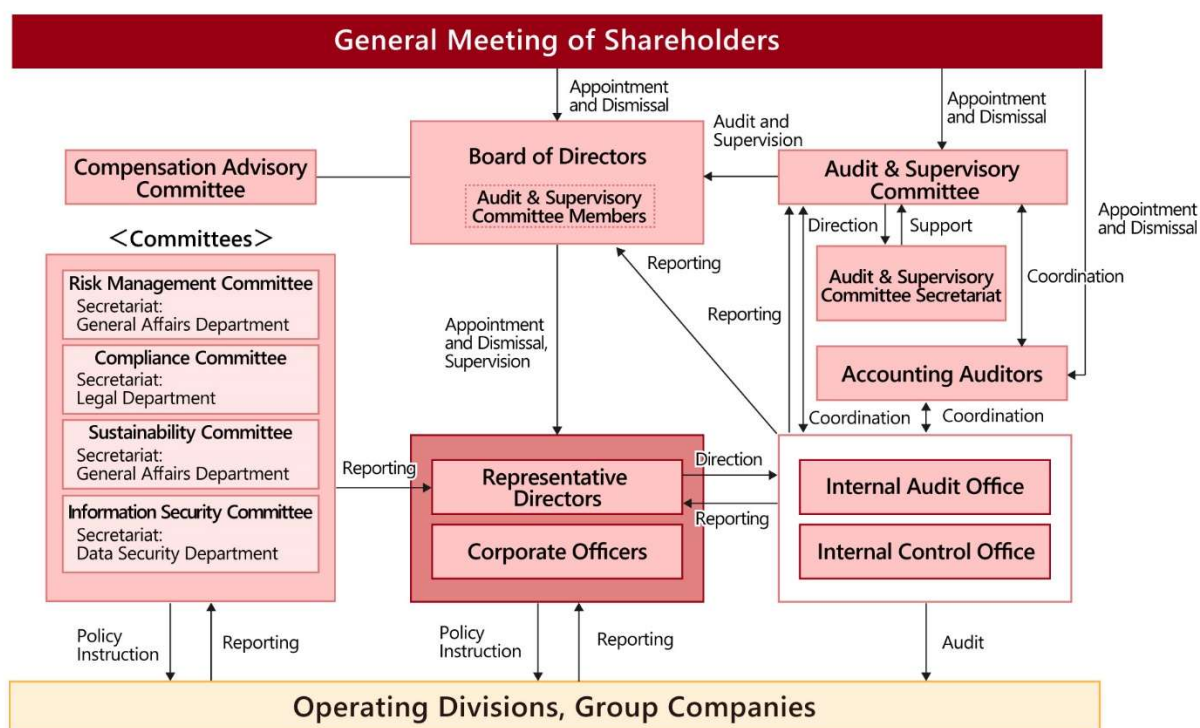 General Meeting of Shareholders
Appointment
and Dismissal
Appointment
and Dismissal
Appointment
and Dismissal
Compensation Advisory
Committee
Board of Directors
Audit & Supervisory
Committee Members
Audit and
Supervision
Audit & Supervisory
Committee
Direction
Support
Audit & Supervisory
Committee Secretariat
Coordination
Reporting
Reporting
<Committees>
Risk Management Committee
Secretariat:
General Affairs Department
Compliance Committee
Secretariat:
Legal Department
Sustainability Committee
Secretariat:
General Affairs Department
Information Security Committee
Secretariat:
Data Security Department
Appointment
and Dismissal,
Supervision
Accounting Auditors
Coordination
Coordination
Reporting
Representative
Directors
Corporate Officers
Direction
Reporting
Internal Audit Office
Internal Control Office
Policy
Instruction
Reporting
Policy
Instruction
Reporting
Audit
Operating Divisions, Group Companies